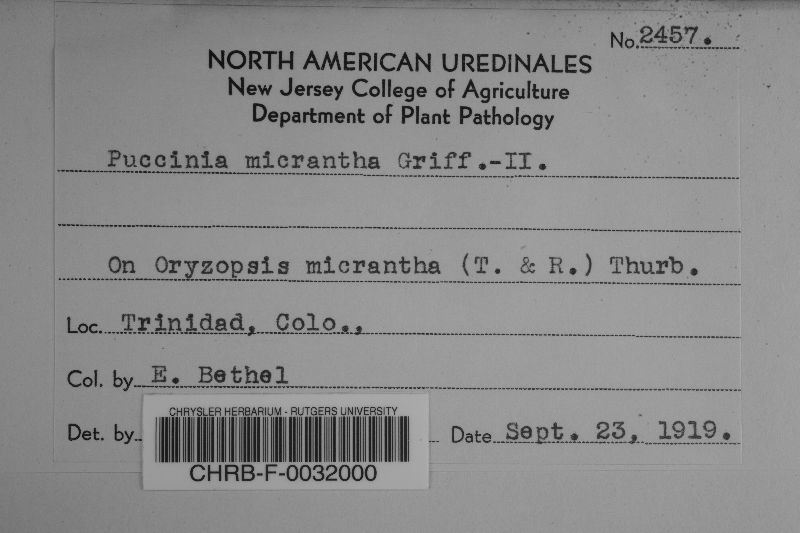 No. 2457.
NORTH AMERICAN UREDINALES
New Jersey College of Agriculture
Department of Plant Pathology
Puccinia micrantha Griff.-II.
On Oryzopsis micrantha (T. & R.) Thurb.
Loc. Trinidad, Colo.,
Col. by E. Bethel
Det. by
CHRYSLER HERBARIUM - RUTGERS UNIVERSITY
CHRB-F-0032000
Date Sept. 23, 1919.